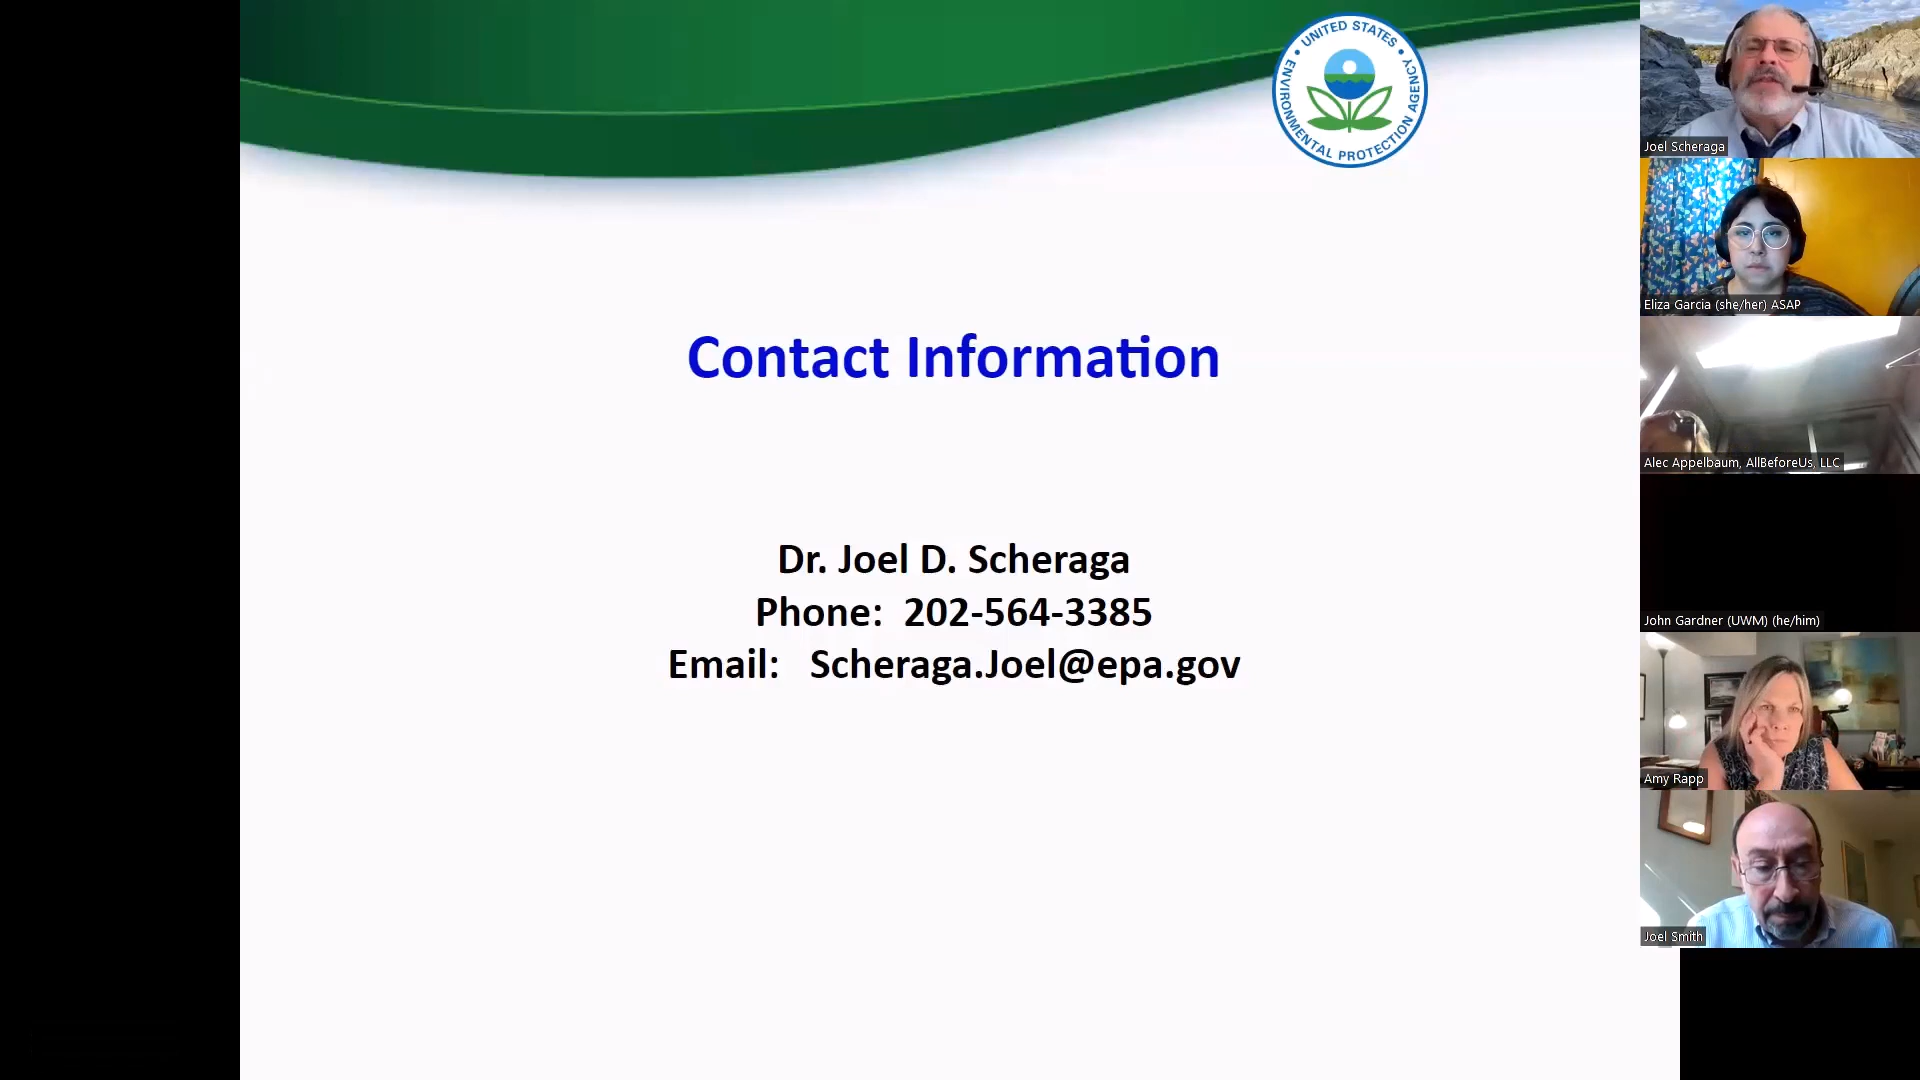 UNITED STATES
ENVIRONMENTAL PROTECTION AGENCY
Contact Information
Dr. Joel D. Scheraga
Phone: 202-564-3385
Email: Scheraga.Joel@epa.gov
Joel Scheraga
Eliza Garcia (she/her) ASAP
Alec Appelbaum, AllBeforeUs, LLC
John Gardner (UWM) (he/him)
Amy Rapp
Joel Smith